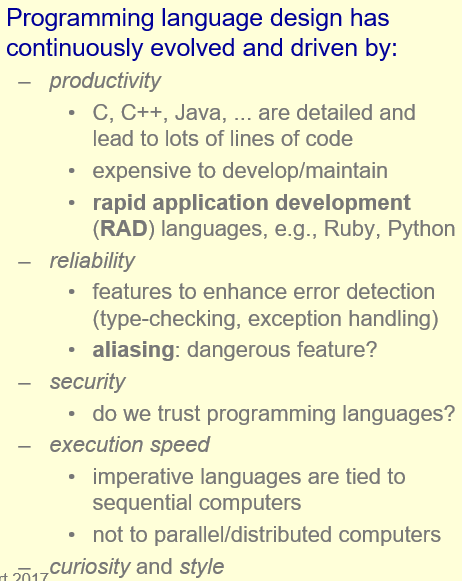 Programming language design has
continuously evolved and driven by:
– productivity
• C, C++, Java, ... are detailed and
lead to lots of lines of code
• expensive to develop/maintain
• rapid application development
(RAD) languages, e.g., Ruby, Python
– reliability
• features to enhance error detection
(type-checking, exception handling)
• aliasing: dangerous feature?
– security
• do we trust programming languages?
– execution speed
• imperative languages are tied to
sequential computers
• not to parallel/distributed computers
– curiosity and style
2017